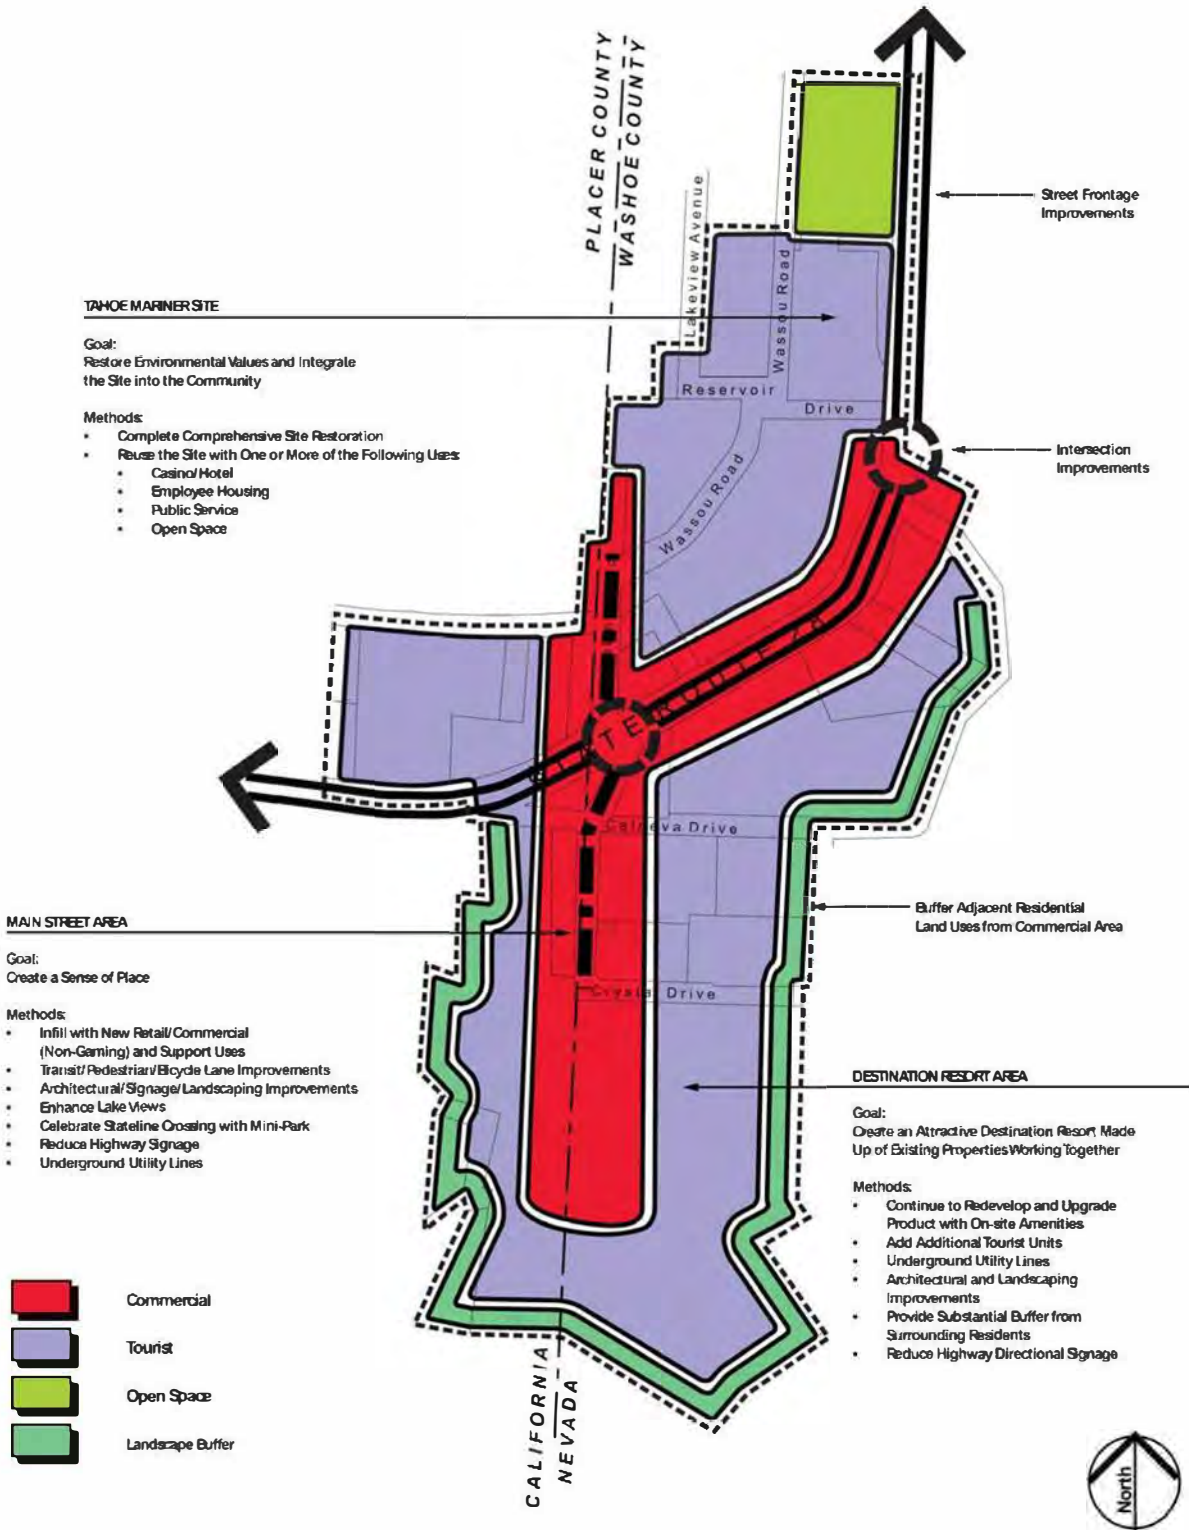 PLACER COUNTY
WASHOE COUNTY
Street Frontage
Improvements
Lakeview Avenue
Wassou Road
TAHOE MARINER SITE
Goal:
Restore Environmental Values and Integrate
the Site into the Community
Methods:
• Complete Comprehensive Site Restoration
• Reuse the Site with One or More of the Following Uses:
• Casino/Hotel
• Employee Housing
• Public Service
• Open Space
Reservoir
Drive
Intersection
Improvements
Wassou Road
STATE ROUTE 28
Calneva Drive
Buffer Adjacent Residential
Land Uses from Commercial Area
MAIN STREET AREA
Goal:
Create a Sense of Place
Methods:
• Infill with New Retail/Commercial
(Non-Gaming) and Support Uses
• Transit/Pedestrian/Bicycle Lane Improvements
• Architectural/Signage/Landscaping Improvements
• Enhance Lake Views
• Celebrate Stateline Crossing with Mini-Park
• Reduce Highway Signage
• Underground Utility Lines
Crystal Drive
DESTINATION RESORT AREA
Goal:
Create an Attractive Destination Resort Made
Up of Existing Properties Working Together
Methods:
• Continue to Redevelop and Upgrade
Product with On-site Amenities
• Add Additional Tourist Units
• Underground Utility Lines
• Architectural and Landscaping
Improvements
• Provide Substantial Buffer from
Surrounding Residents
• Reduce Highway Directional Signage
Commercial
Tourist
Open Space
Landscape Buffer
CALIFORNIA
NEVADA
North